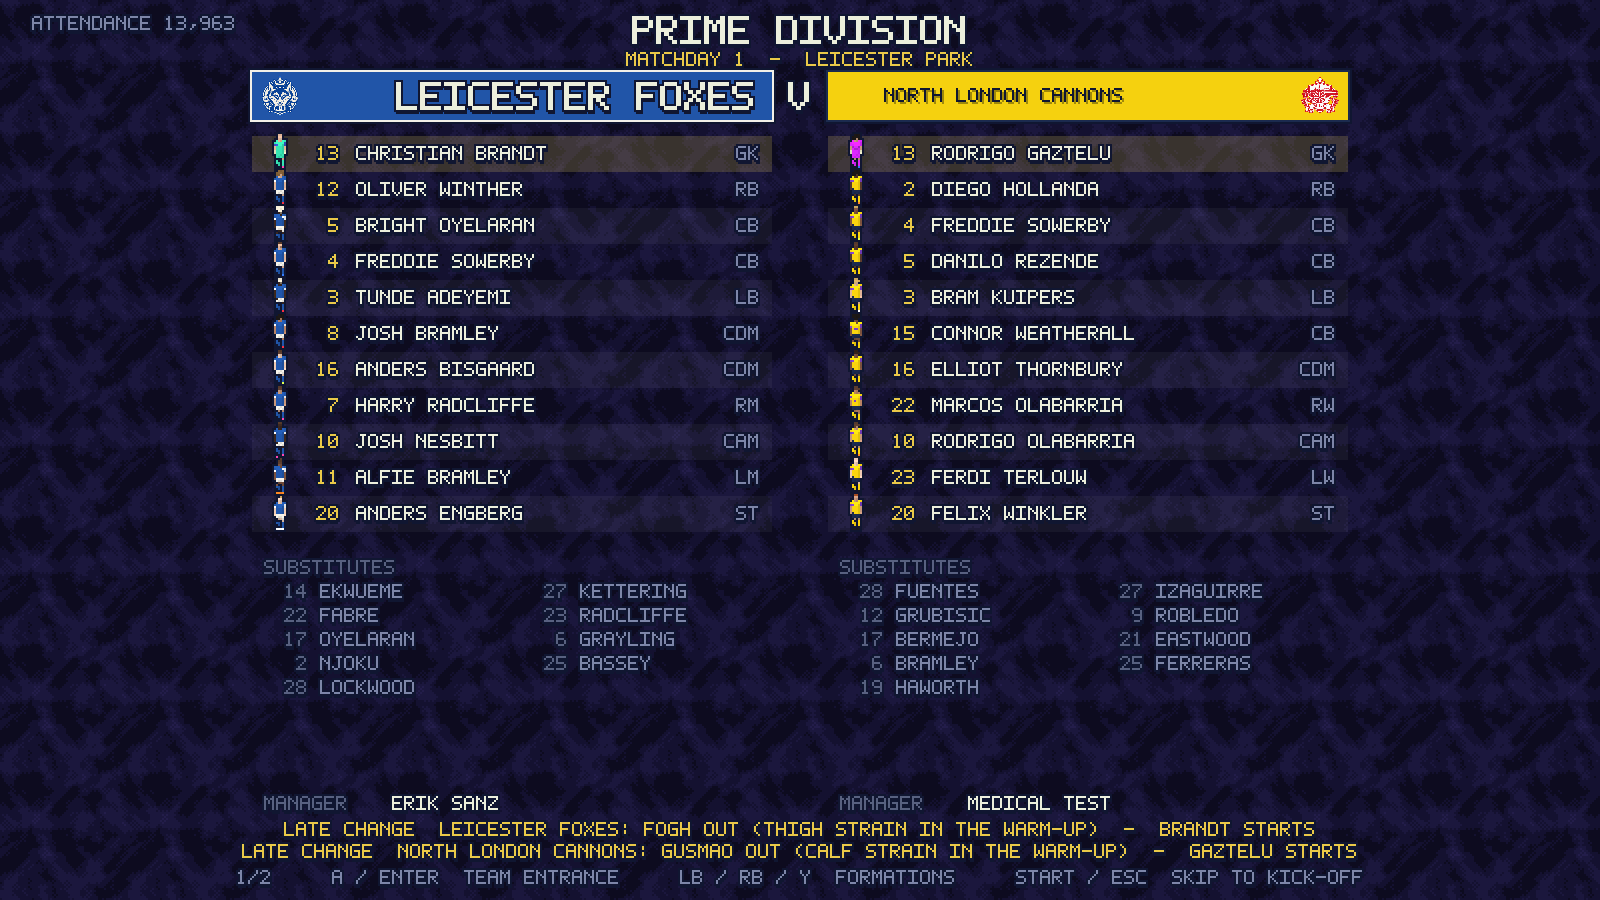 ATTENDANCE 13,963
PRIME DIVISION
MATCHDAY 1 - LEICESTER PARK
LEICESTER FOXES V NORTH LONDON CANNONS
13 CHRISTIAN BRANDT GK
12 OLIVER WINTHER RB
5 BRIGHT OYELARAN CB
4 FREDDIE SOWERBY CB
3 TUNDE ADEYEMI LB
8 JOSH BRAMLEY CDM
16 ANDERS BISGAARD CDM
7 HARRY RADCLIFFE RM
10 JOSH NESBITT CAM
11 ALFIE BRAMLEY LM
20 ANDERS ENGBERG ST
13 RODRIGO GAZTELU GK
2 DIEGO HOLLANDA RB
4 FREDDIE SOWERBY CB
5 DANILO REZENDE CB
3 BRAM KUIPERS LB
15 CONNOR WEATHERALL CB
16 ELLIOT THORNBURY CDM
22 MARCOS OLABARRIA RW
10 RODRIGO OLABARRIA CAM
23 FERDI TERLOUW LW
20 FELIX WINKLER ST
SUBSTITUTES
14 EKWUEME 27 KETTERING
22 FABRE 23 RADCLIFFE
17 OYELARAN 6 GRAYLING
2 NJOKU 25 BASSEY
28 LOCKWOOD
SUBSTITUTES
28 FUENTES 27 IZAGUIRRE
12 GRUBISIC 9 ROBLEDO
17 BERMEJO 21 EASTWOOD
6 BRAMLEY 25 FERRERAS
19 HAWORTH
MANAGER ERIK SANZ
MANAGER MEDICAL TEST
LATE CHANGE LEICESTER FOXES: FOGH OUT (THIGH STRAIN IN THE WARM-UP) - BRANDT STARTS
LATE CHANGE NORTH LONDON CANNONS: GUSMAO OUT (CALF STRAIN IN THE WARM-UP) - GAZTELU STARTS
1/2 A / ENTER TEAM ENTRANCE LB / RB / Y FORMATIONS START / ESC SKIP TO KICK-OFF